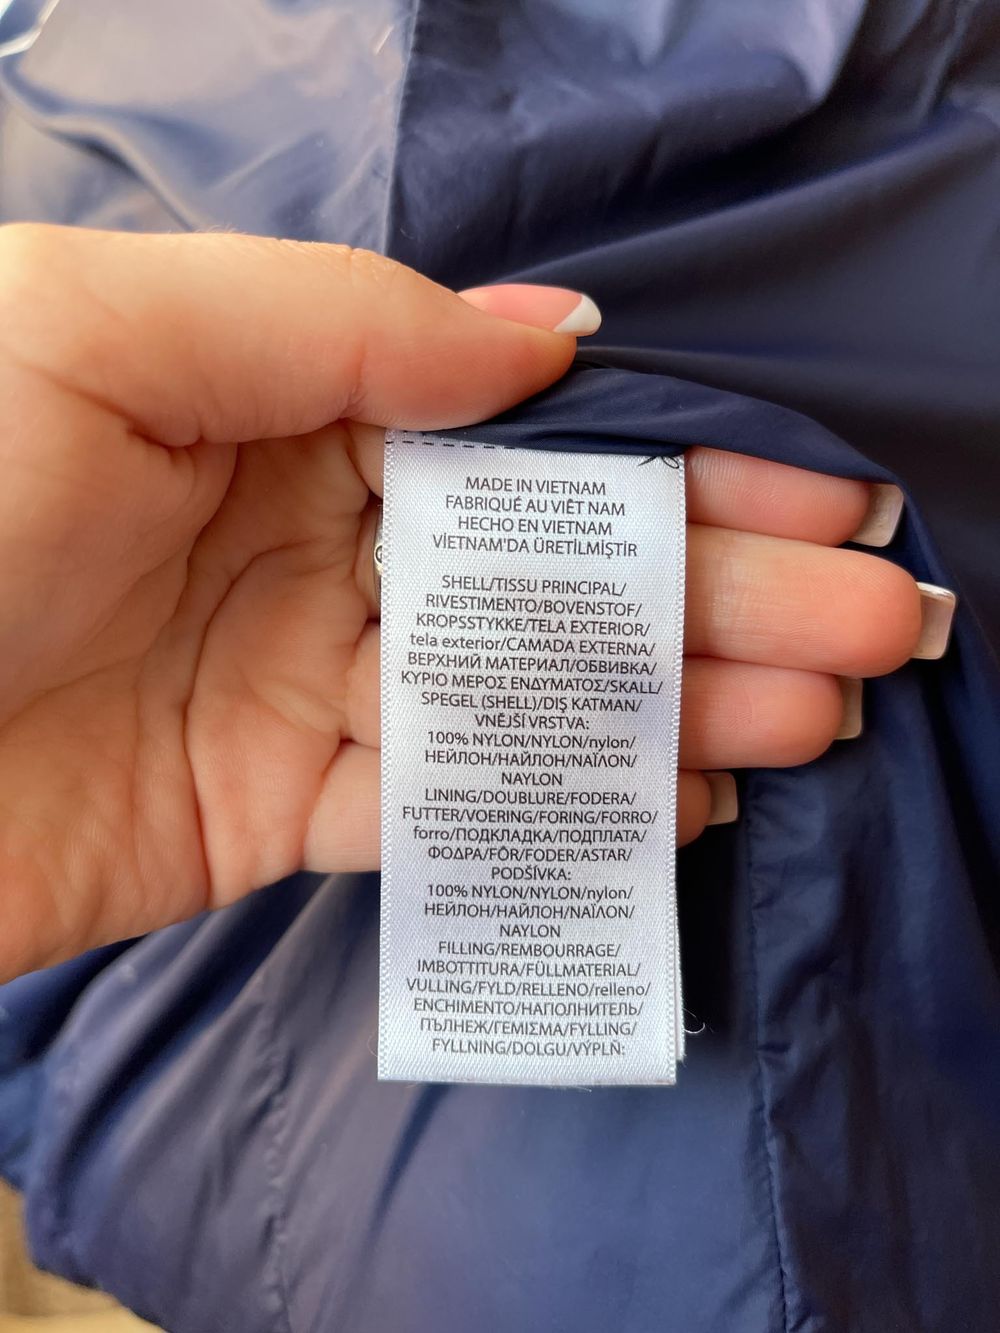 MADE IN VIETNAM
FABRIQUÉ AU VIÊT NAM
HECHO EN VIETNAM
VİETNAM'DA ÜRETİLMİŞTİR
SHELL/TISSU PRINCIPAL/
RIVESTIMENTO/BOVENSTOF/
KROPSSTYKKE/TELA EXTERIOR/
tela exterior/CAMADA EXTERNA/
ВЕРХНИЙ МАТЕРИАЛ/ОБВИВКА/
ΚΥΡΙΟ ΜΕΡΟΣ ΕΝΔΥΜΑΤΟΣ/SKALL/
SPEGEL (SHELL)/DIŞ KATMAN/
VNĚJŠÍ VRSTVA:
100% NYLON/NYLON/nylon/
НЕЙЛОН/НАЙЛОН/ΝΑΪΛΟΝ/
NAYLON
LINING/DOUBLURE/FODERA/
FUTTER/VOERING/FORING/FORRO/
forro/ПОДКЛАДКА/ПОДПЛАТА/
ΦΟΔΡΑ/FÔR/FODER/ASTAR/
PODŠÍVKA:
100% NYLON/NYLON/nylon/
НЕЙЛОН/НАЙЛОН/ΝΑΪΛΟΝ/
NAYLON
FILLING/REMBOURRAGE/
IMBOTTITURA/FÜLLMATERIAL/
VULLING/FYLD/RELLENO/relleno/
ENCHIMENTO/НАПОЛНИТЕЛЬ/
ПЪЛНЕЖ/ΓΕΜΙΣΜΑ/FYLLING/
FYLLNING/DOLGU/VÝPLŇ: